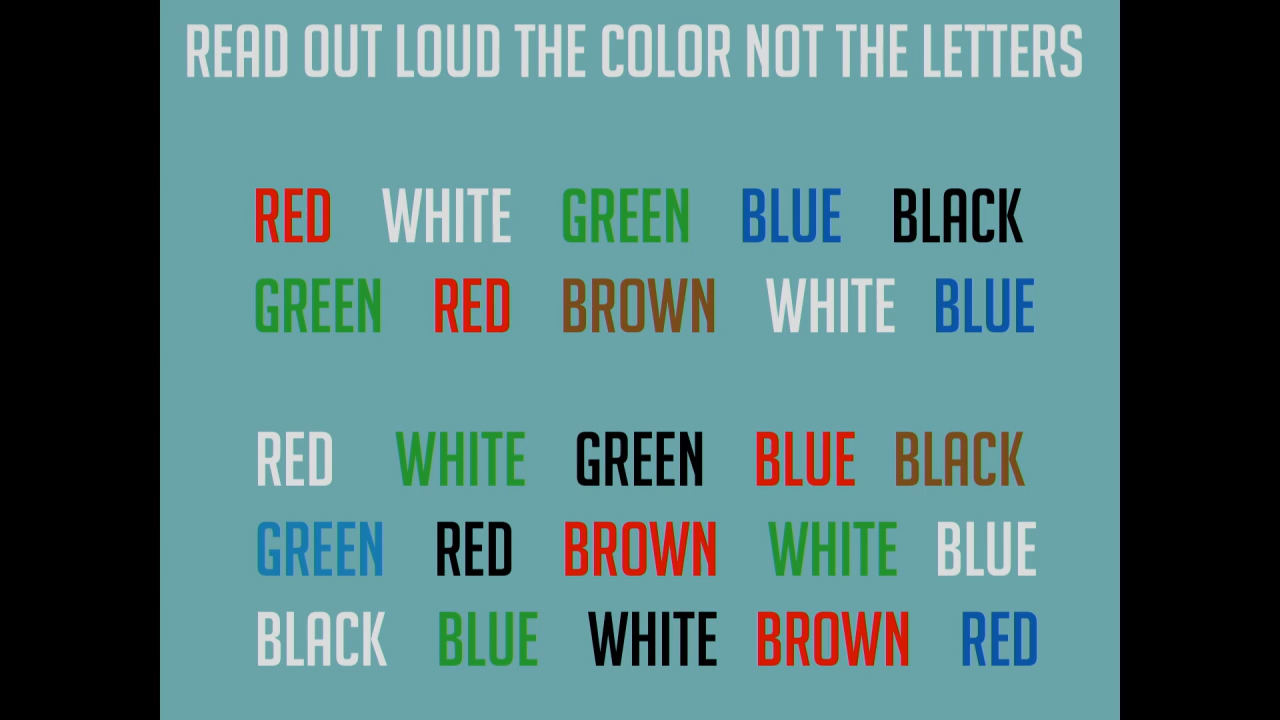 READ OUT LOUD THE COLOR NOT THE LETTERS
RED WHITE GREEN BLUE BLACK
GREEN RED BROWN WHITE BLUE
RED WHITE GREEN BLUE BLACK
GREEN RED BROWN WHITE BLUE
BLACK BLUE WHITE BROWN RED